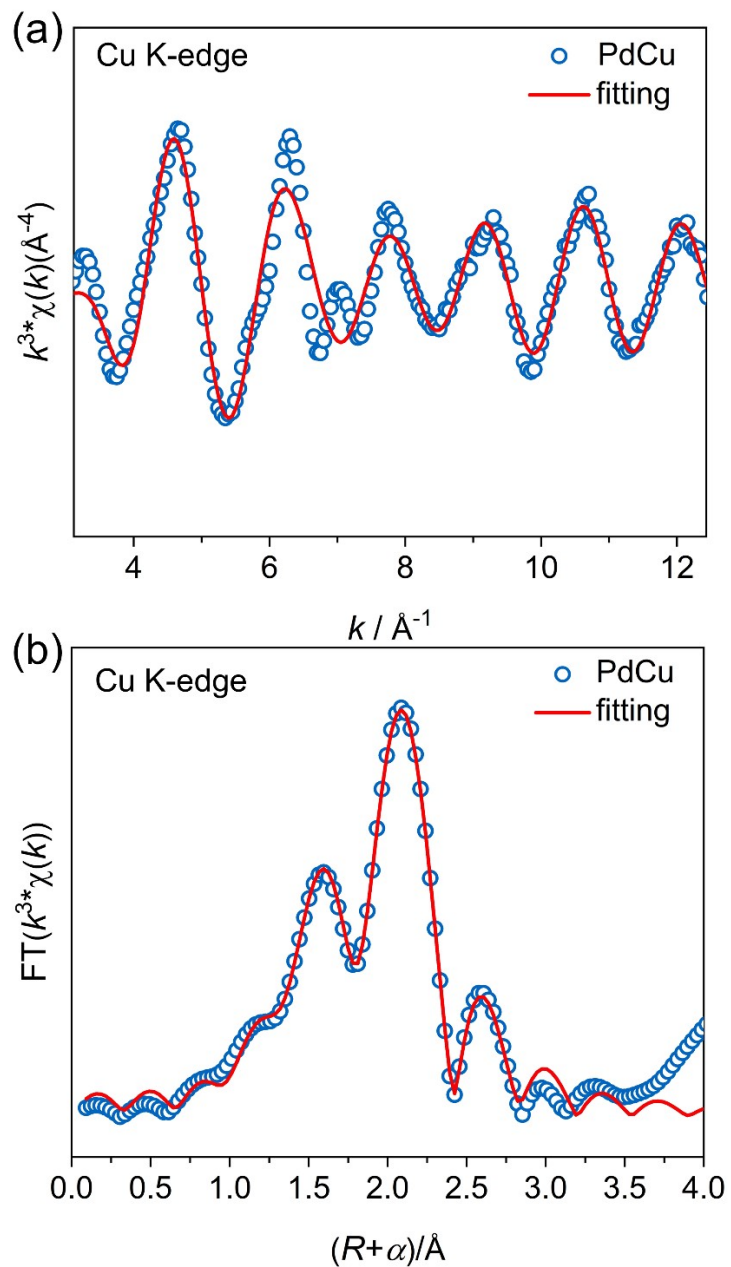 (a)
Cu K-edge
PdCu
fitting
k³*χ(k)(Å⁻⁴)
4 6 8 10 12
k / Å⁻¹
(b)
Cu K-edge
PdCu
fitting
FT(k³*χ(k))
0.0 0.5 1.0 1.5 2.0 2.5 3.0 3.5 4.0
(R+α)/Å